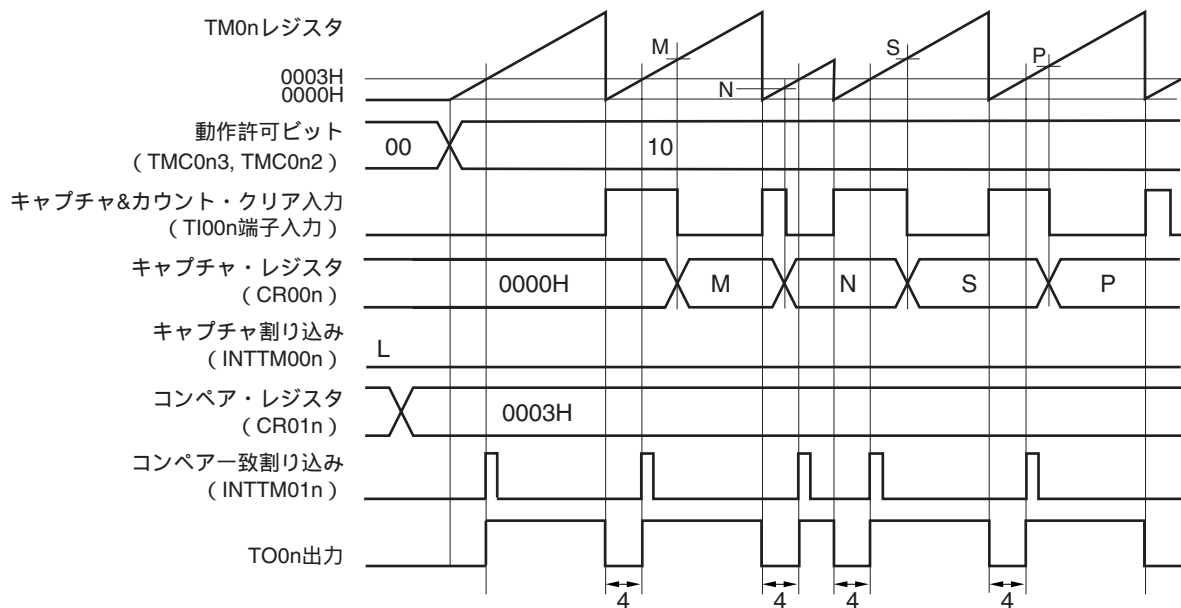 TM0nレジスタ
M
S
P
N
0003H
0000H
動作許可ビット
（TMC0n3, TMC0n2）
00
10
キャプチャ&カウント・クリア入力
（TI00n端子入力）
キャプチャ・レジスタ
（CR00n）
0000H
M
N
S
P
キャプチャ割り込み
（INTTM00n）
L
コンペア・レジスタ
（CR01n）
0003H
コンペア一致割り込み
（INTTM01n）
TO0n出力
4
4
4
4